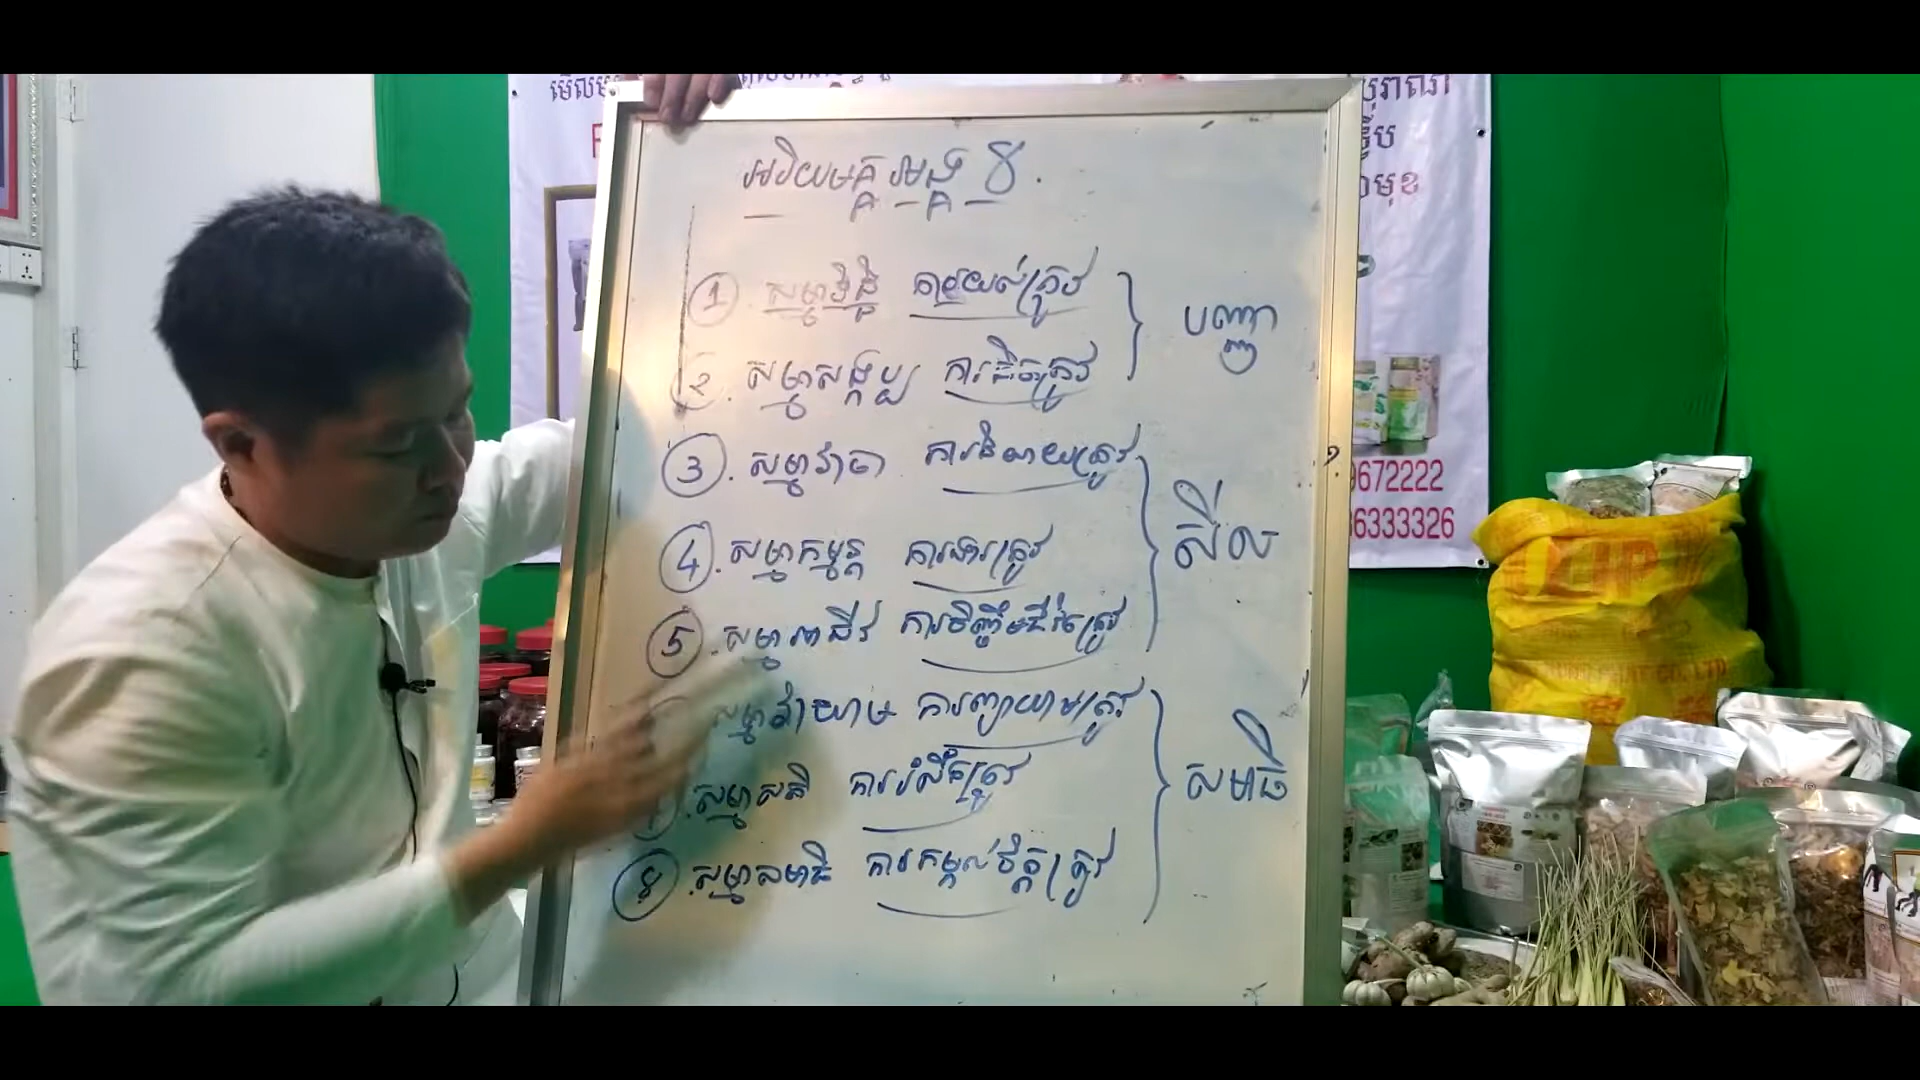 អរិយមគ្គអង្គ ៨.
1. សម្មាទិដ្ឋិ ការយល់ត្រូវ
2. សម្មាសង្កប្ប ការគិតត្រូវ
បញ្ញា
3. សម្មាវាចា ការនិយាយត្រូវ
4. សម្មាកម្មន្ត ការងារត្រូវ
5. សម្មាអាជីវ ការចិញ្ចឹមជីវិតត្រូវ
សីល
សម្មាវាយាម ការព្យាយាមត្រូវ
សម្មាសតិ ការរំលឹកត្រូវ
8. សម្មាសមាធិ ការតម្កល់ចិត្តត្រូវ
សមាធិ
9672222
6333326